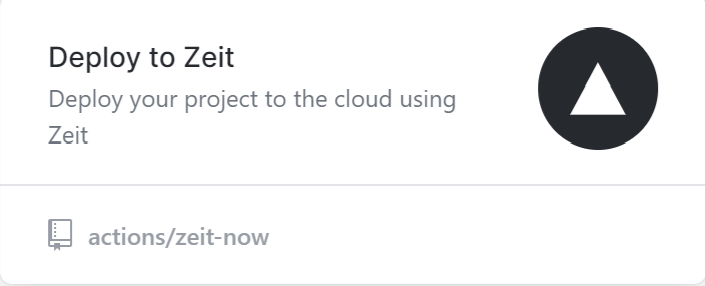 Deploy to Zeit
Deploy your project to the cloud using
Zeit
actions/zeit-now